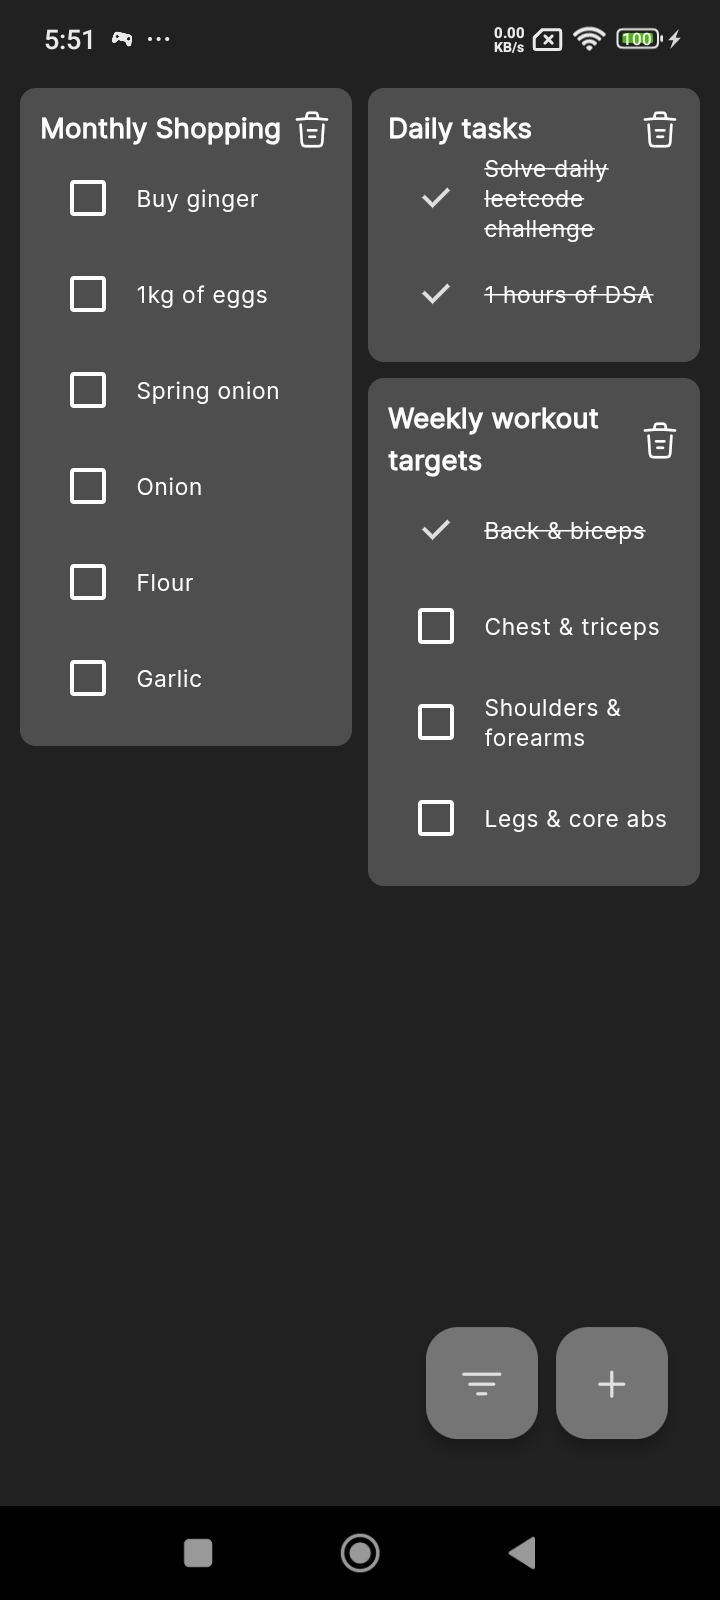 5:51
0.00
KB/s
100
Monthly Shopping
Buy ginger
1kg of eggs
Spring onion
Onion
Flour
Garlic
Daily tasks
Solve daily
leetcode
challenge
1 hours of DSA
Weekly workout
targets
Back & biceps
Chest & triceps
Shoulders &
forearms
Legs & core abs